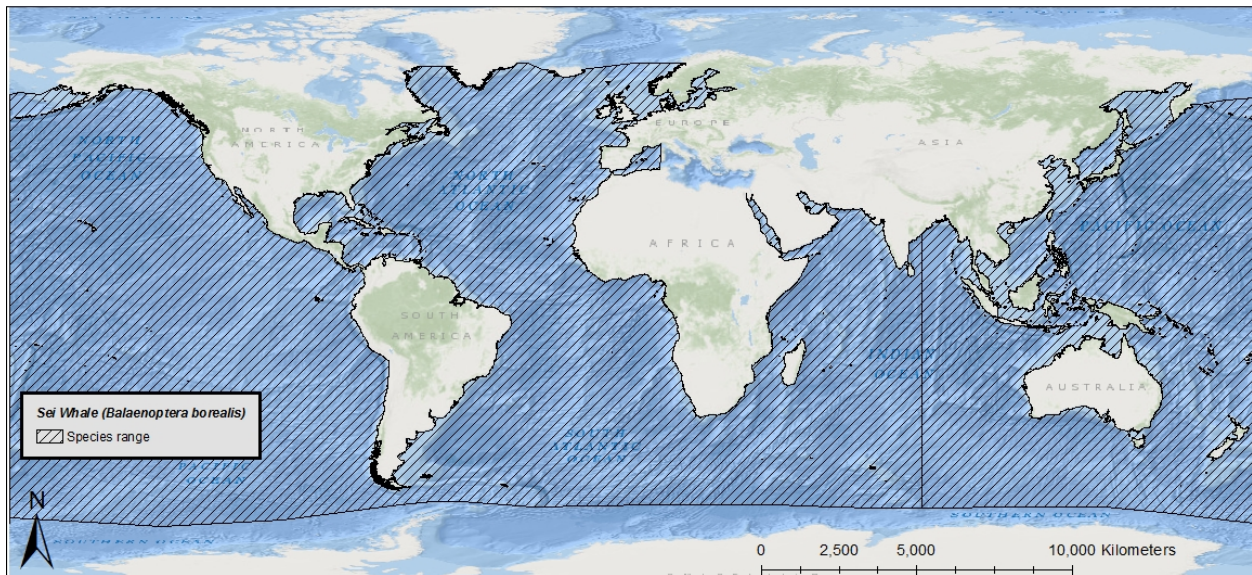 NORTH
PACIFIC
OCEAN
NORTH
AMERICA
NORTH
ATLANTIC
OCEAN
EUROPE
ASIA
PACIFIC OCEAN
AFRICA
SOUTH
AMERICA
INDIAN
OCEAN
AUSTRALIA
SOUTH
ATLANTIC
OCEAN
Sei Whale (Balaenoptera borealis)
Species range
PACIFIC
OCEAN
N
SOUTHERN OCEAN
SOUTHERN OCEAN
0 2,500 5,000 10,000 Kilometers